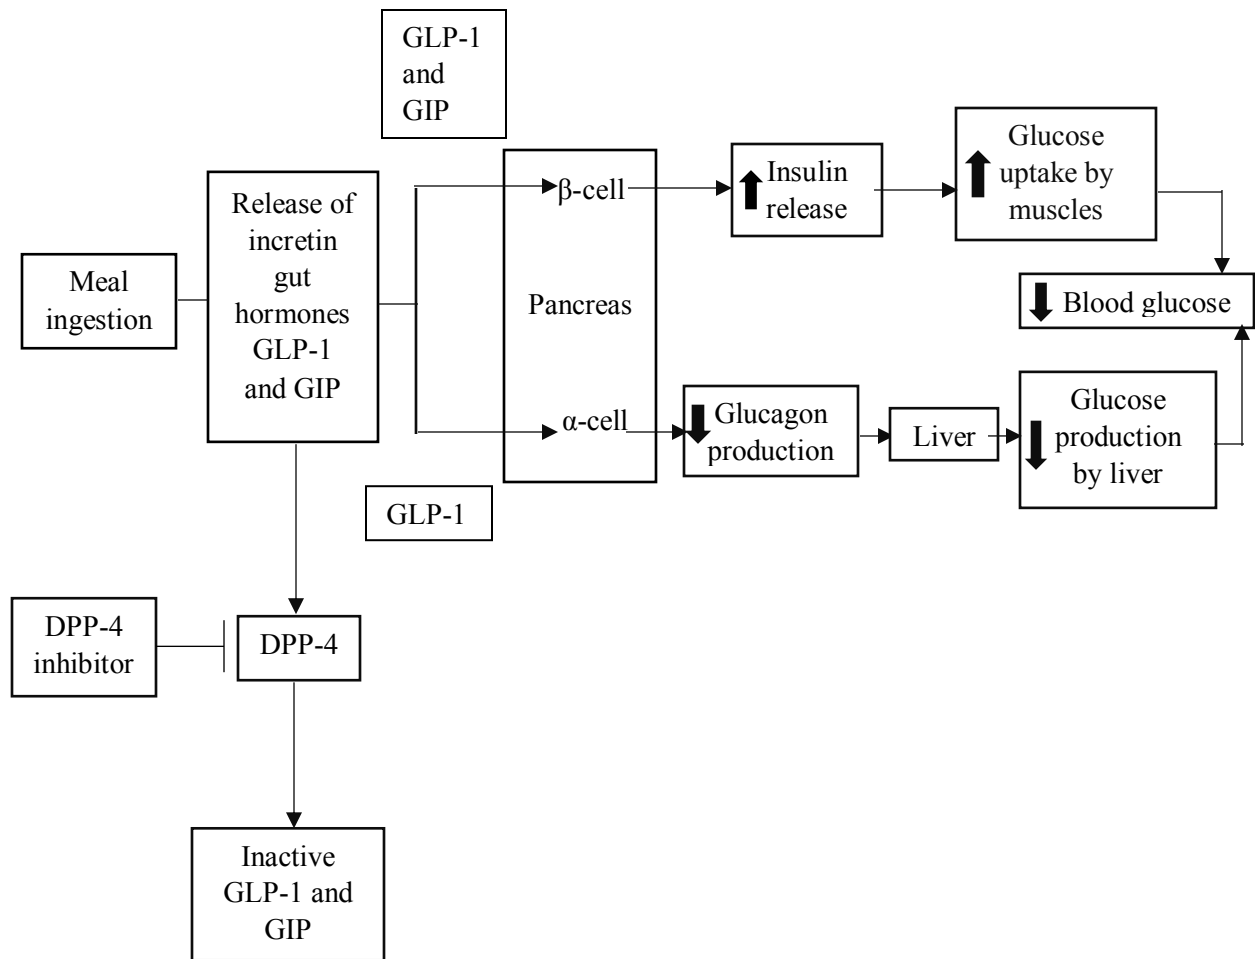 GLP-1
and
GIP
Meal
ingestion
Release of
incretin
gut
hormones
GLP-1
and GIP
β-cell
Pancreas
α-cell
Insulin
release
Glucose
uptake by
muscles
Blood glucose
Glucagon
production
Liver
Glucose
production
by liver
GLP-1
DPP-4
inhibitor
DPP-4
Inactive
GLP-1 and
GIP